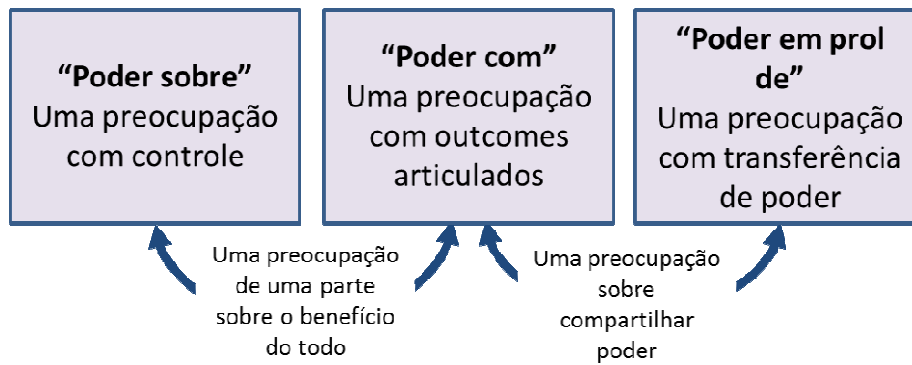 “Poder sobre”
Uma preocupação
com controle
“Poder com”
Uma preocupação
com outcomes
articulados
“Poder em prol
de”
Uma preocupação
com transferência
de poder
Uma preocupação
de uma parte
sobre o benefício
do todo
Uma preocupação
sobre
compartilhar
poder